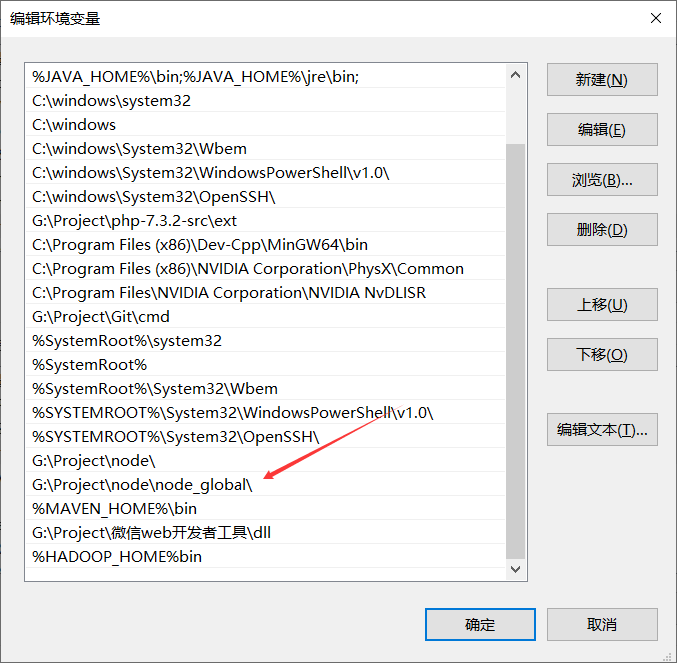 编辑环境变量
%JAVA_HOME%\bin;%JAVA_HOME%\jre\bin;
C:\windows\system32
C:\windows
C:\windows\System32\Wbem
C:\windows\System32\WindowsPowerShell\v1.0\
C:\windows\System32\OpenSSH\
G:\Project\php-7.3.2-src\ext
C:\Program Files (x86)\Dev-Cpp\MinGW64\bin
C:\Program Files (x86)\NVIDIA Corporation\PhysX\Common
C:\Program Files\NVIDIA Corporation\NVIDIA NvDLISR
G:\Project\Git\cmd
%SystemRoot%\system32
%SystemRoot%
%SystemRoot%\System32\Wbem
%SYSTEMROOT%\System32\WindowsPowerShell\v1.0\
%SYSTEMROOT%\System32\OpenSSH\
G:\Project\node\
G:\Project\node\node_global\
%MAVEN_HOME%\bin
G:\Project\微信web开发者工具\dll
%HADOOP_HOME%bin
新建(N)
编辑(E)
浏览(B)...
删除(D)
上移(U)
下移(O)
编辑文本(T)...
确定
取消